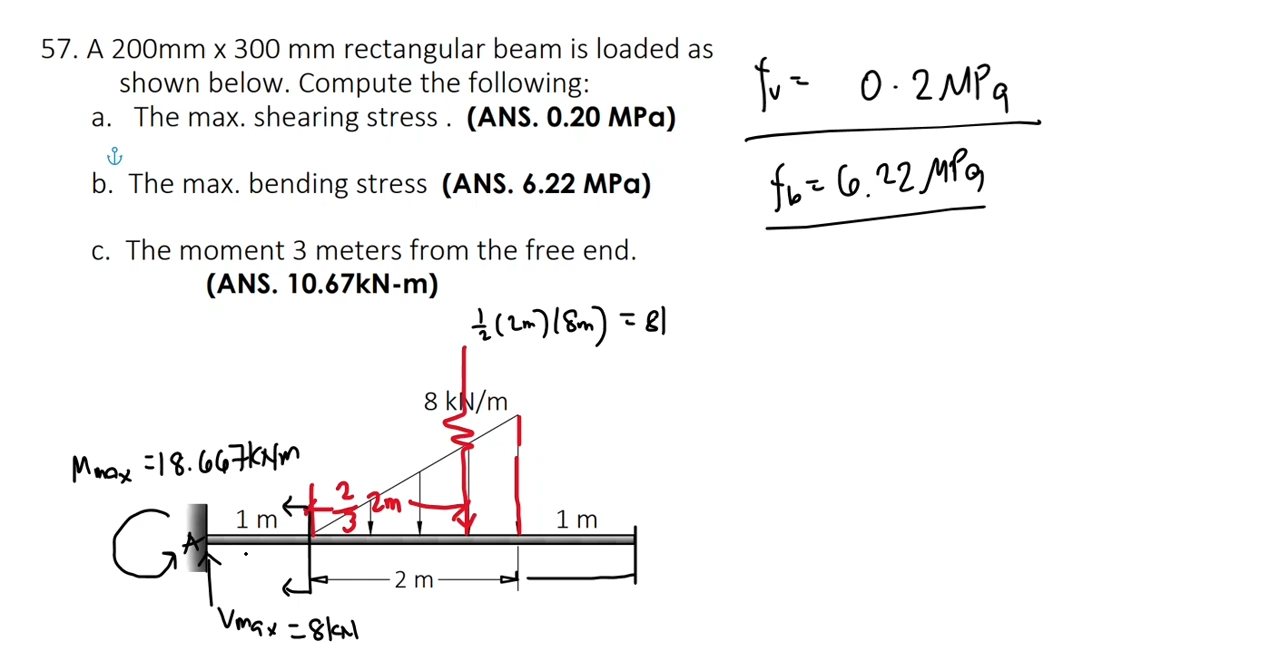 57. A 200mm x 300 mm rectangular beam is loaded as
shown below. Compute the following:
a. The max. shearing stress . (ANS. 0.20 MPa)
b. The max. bending stress (ANS. 6.22 MPa)
c. The moment 3 meters from the free end.
(ANS. 10.67kN-m)
fv = 0.2MPa
fb = 6.22MPa
1/2 (2m)(8m) = 8
8 kN/m
Mmax = 18.667kNm
2/3 2m
1 m
1 m
A
2 m
Vmax = 8kN